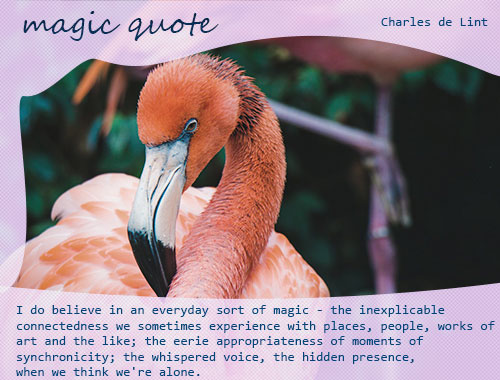 magic quote
Charles de Lint
I do believe in an everyday sort of magic - the inexplicable
connectedness we sometimes experience with places, people, works of
art and the like; the eerie appropriateness of moments of
synchronicity; the whispered voice, the hidden presence,
when we think we're alone.